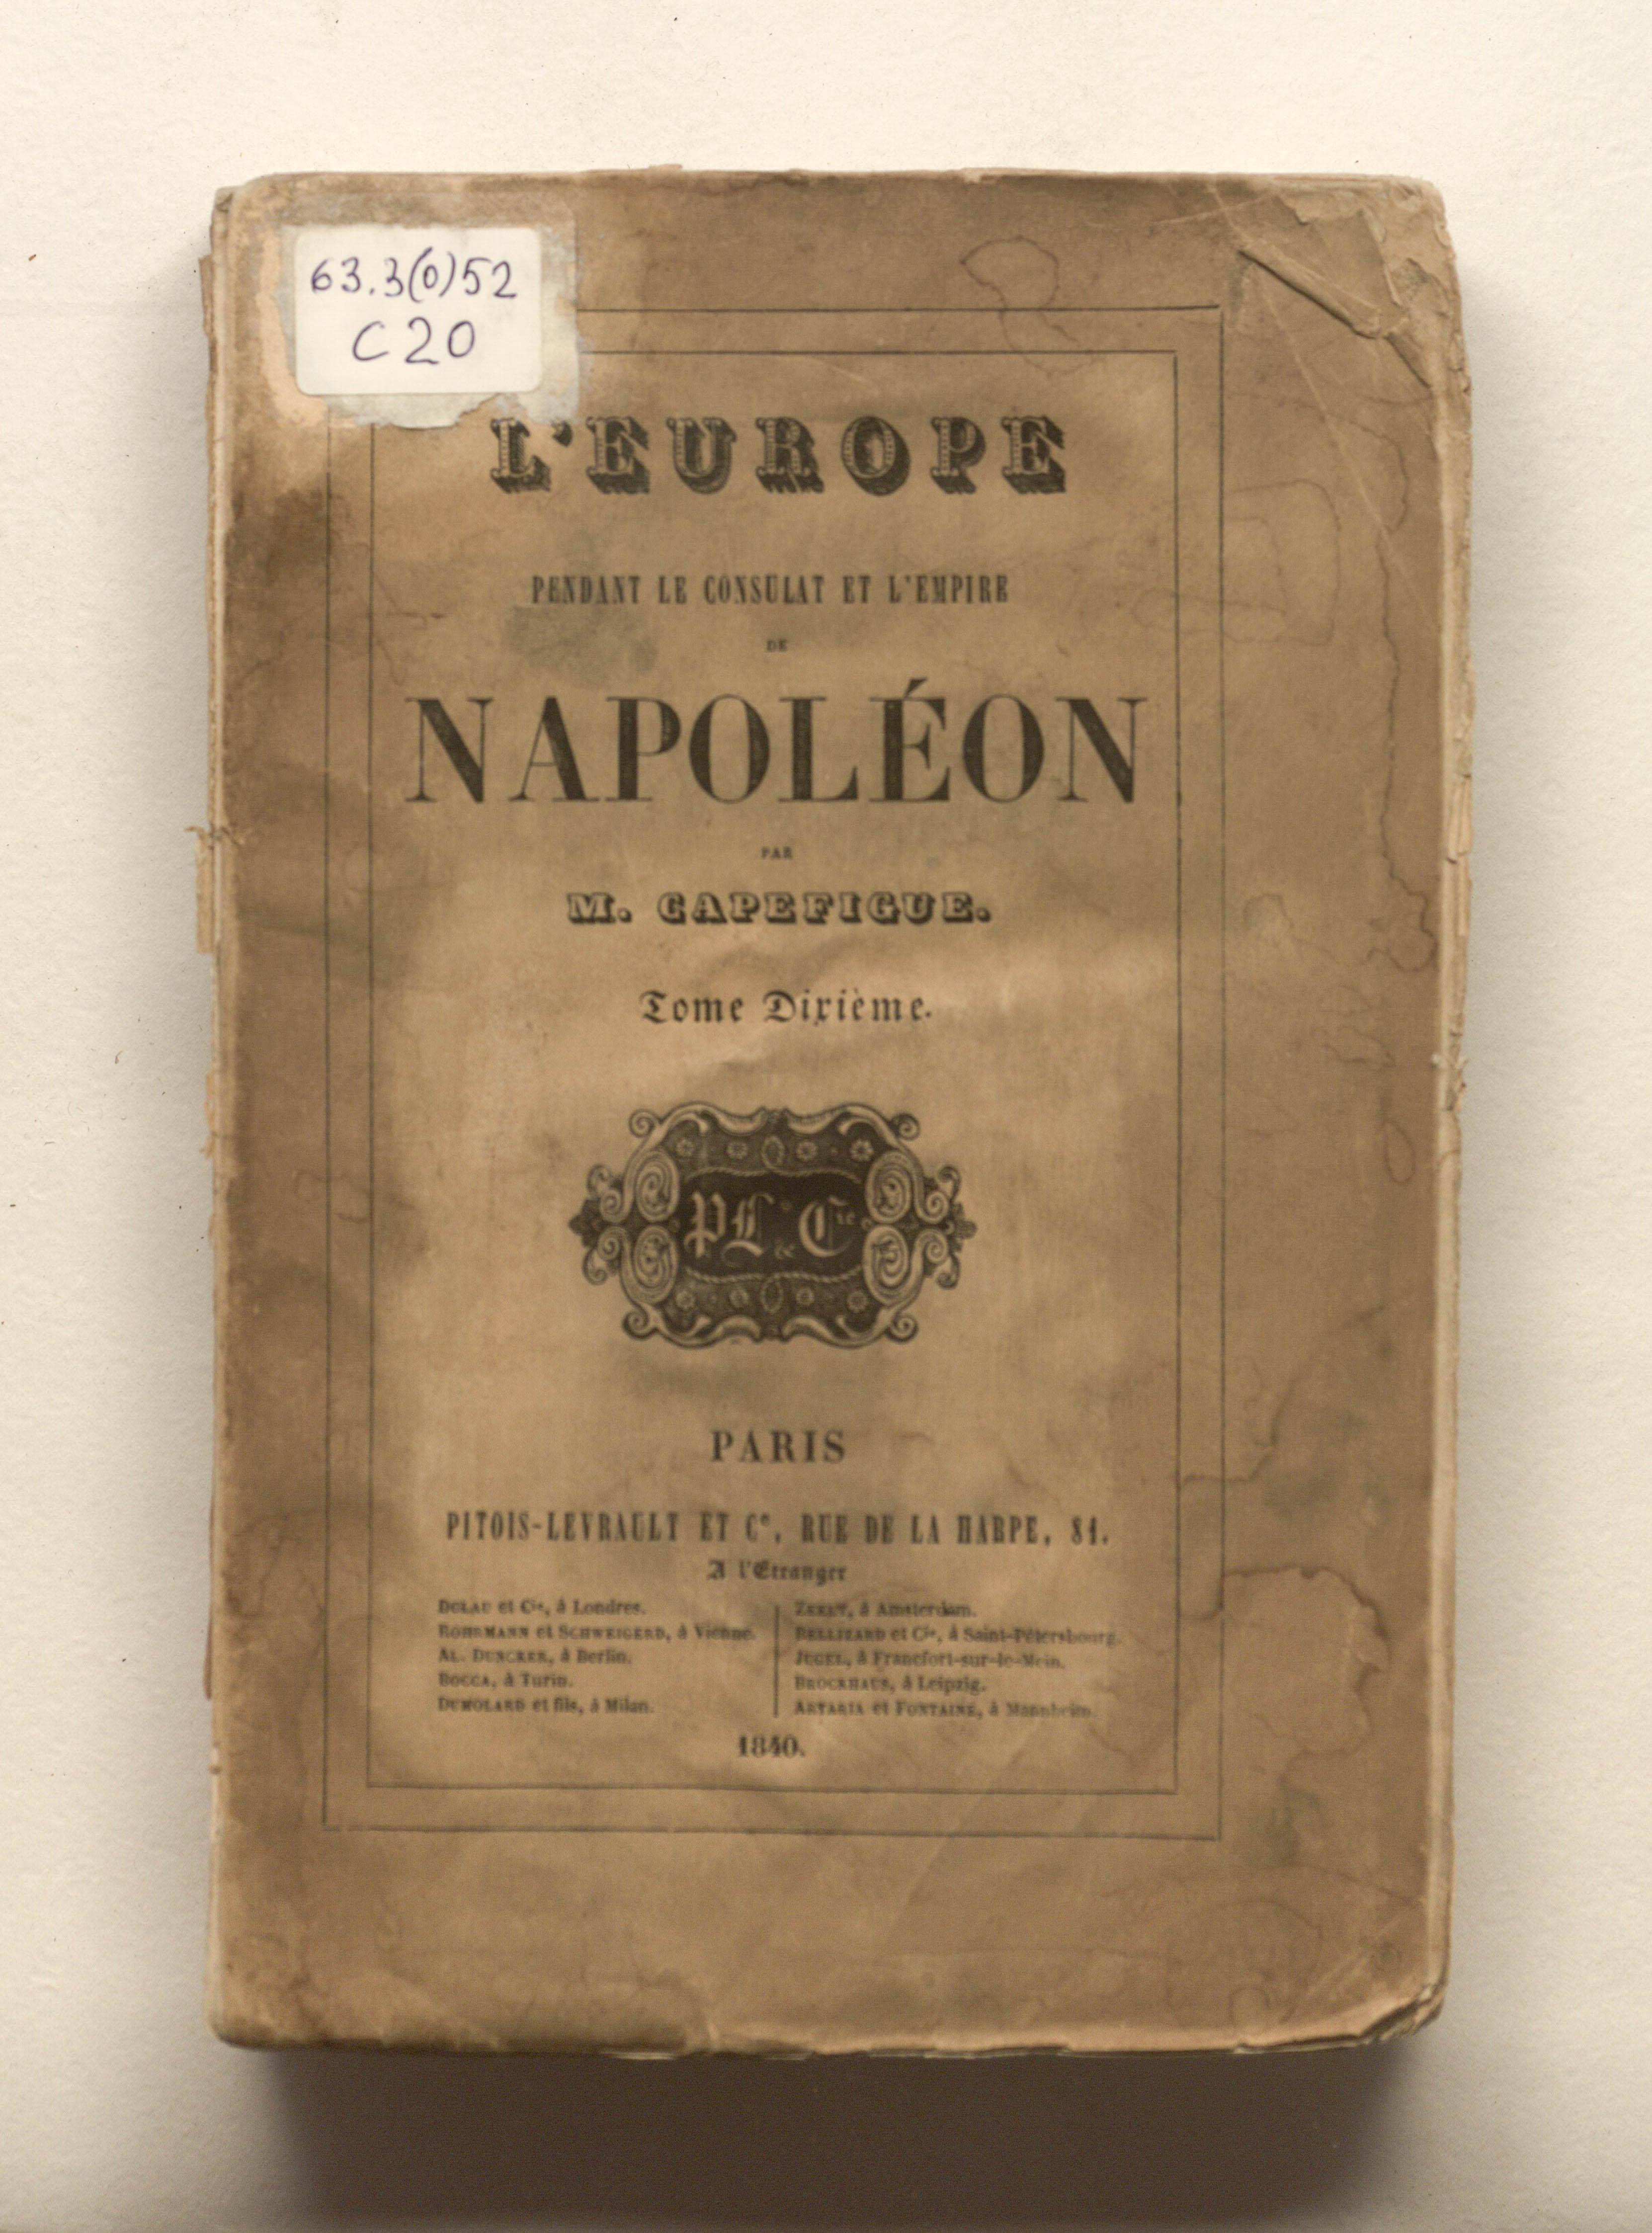 63.3(0)52
C 20
L'EUROPE
PENDANT LE CONSULAT ET L'EMPIRE
DE
NAPOLÉON
PAR
M. CAPEFIGUE.
Tome Dixième.
PL & Cie
PARIS
PITOIS-LEVRAULT ET Ce, RUE DE LA HARPE, 81.
A l'Etranger
DULAU et Cie, à Londres.
ROHRMANN et SCHWEIGERD, à Vienne.
AL. DUNCKER, à Berlin.
BOCCA, à Turin.
DUMOLARD et fils, à Milan.
à Amsterdam.
BELLIZARD et Cie, à Saint-Pétersbourg.
JUGEL, à Francfort-sur-le-Mein.
BROCKHAUS, à Leipzig.
ARTARIA et FONTAINE, à Mannheim.
1840.